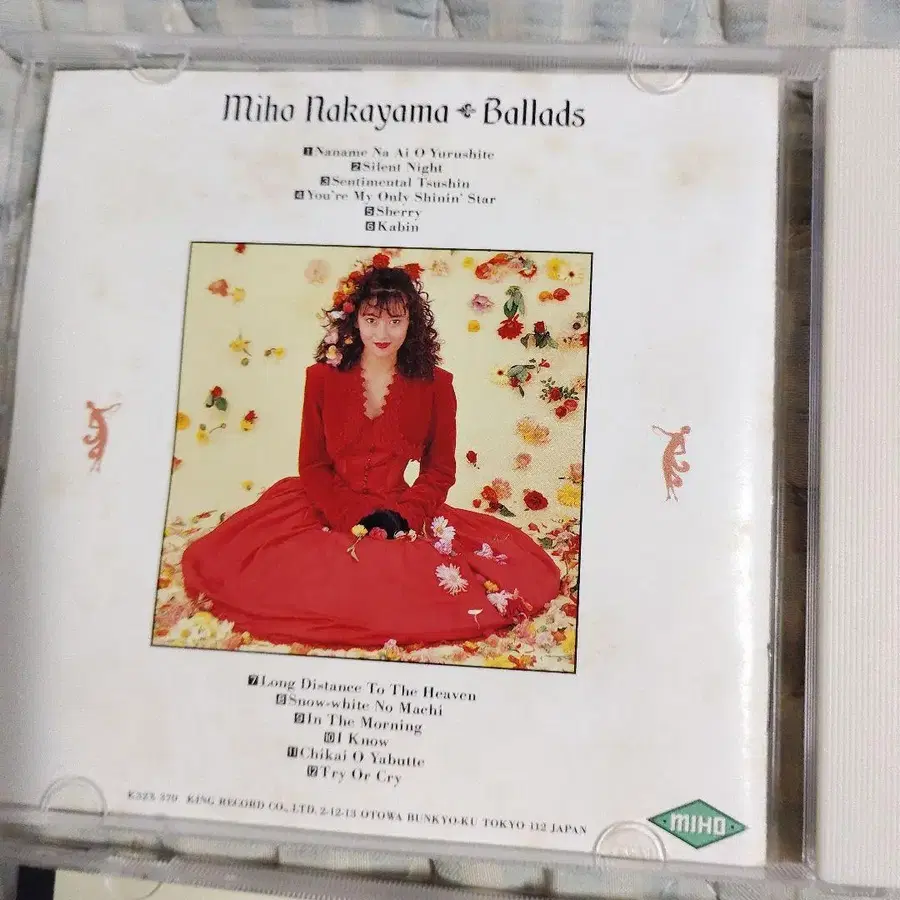 Miho Nakayama Ballads
1 Naname Na Ai O Yurushite
2 Silent Night
3 Sentimental Tsushin
4 You're My Only Shinin' Star
5 Sherry
6 Kabin
7 Long Distance To The Heaven
8 Snow-white No Machi
9 In The Morning
10 I Know
11 Chikai O Yabutte
12 Try Or Cry
K32X 270 KING RECORD CO., LTD. 2-12-13 OTOWA BUNKYO-KU TOKYO 112 JAPAN
MIHO